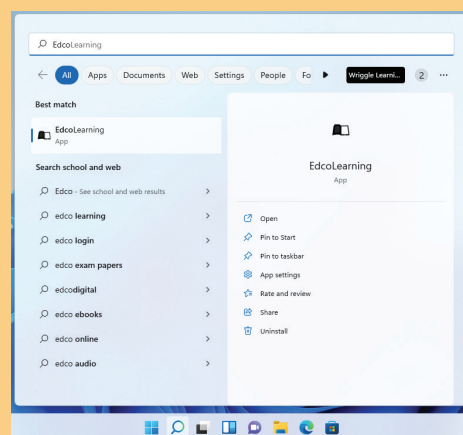 EdcoLearning
All Apps Documents Web Settings People Fo Wriggle Learni... 2 ...
Best match
EdcoLearning
App
Search school and web
Edco - See school and web results
edco learning
edco login
edco exam papers
edcodigital
edco ebooks
edco online
edco audio
EdcoLearning
App
Open
Pin to Start
Pin to taskbar
App settings
Rate and review
Share
Uninstall